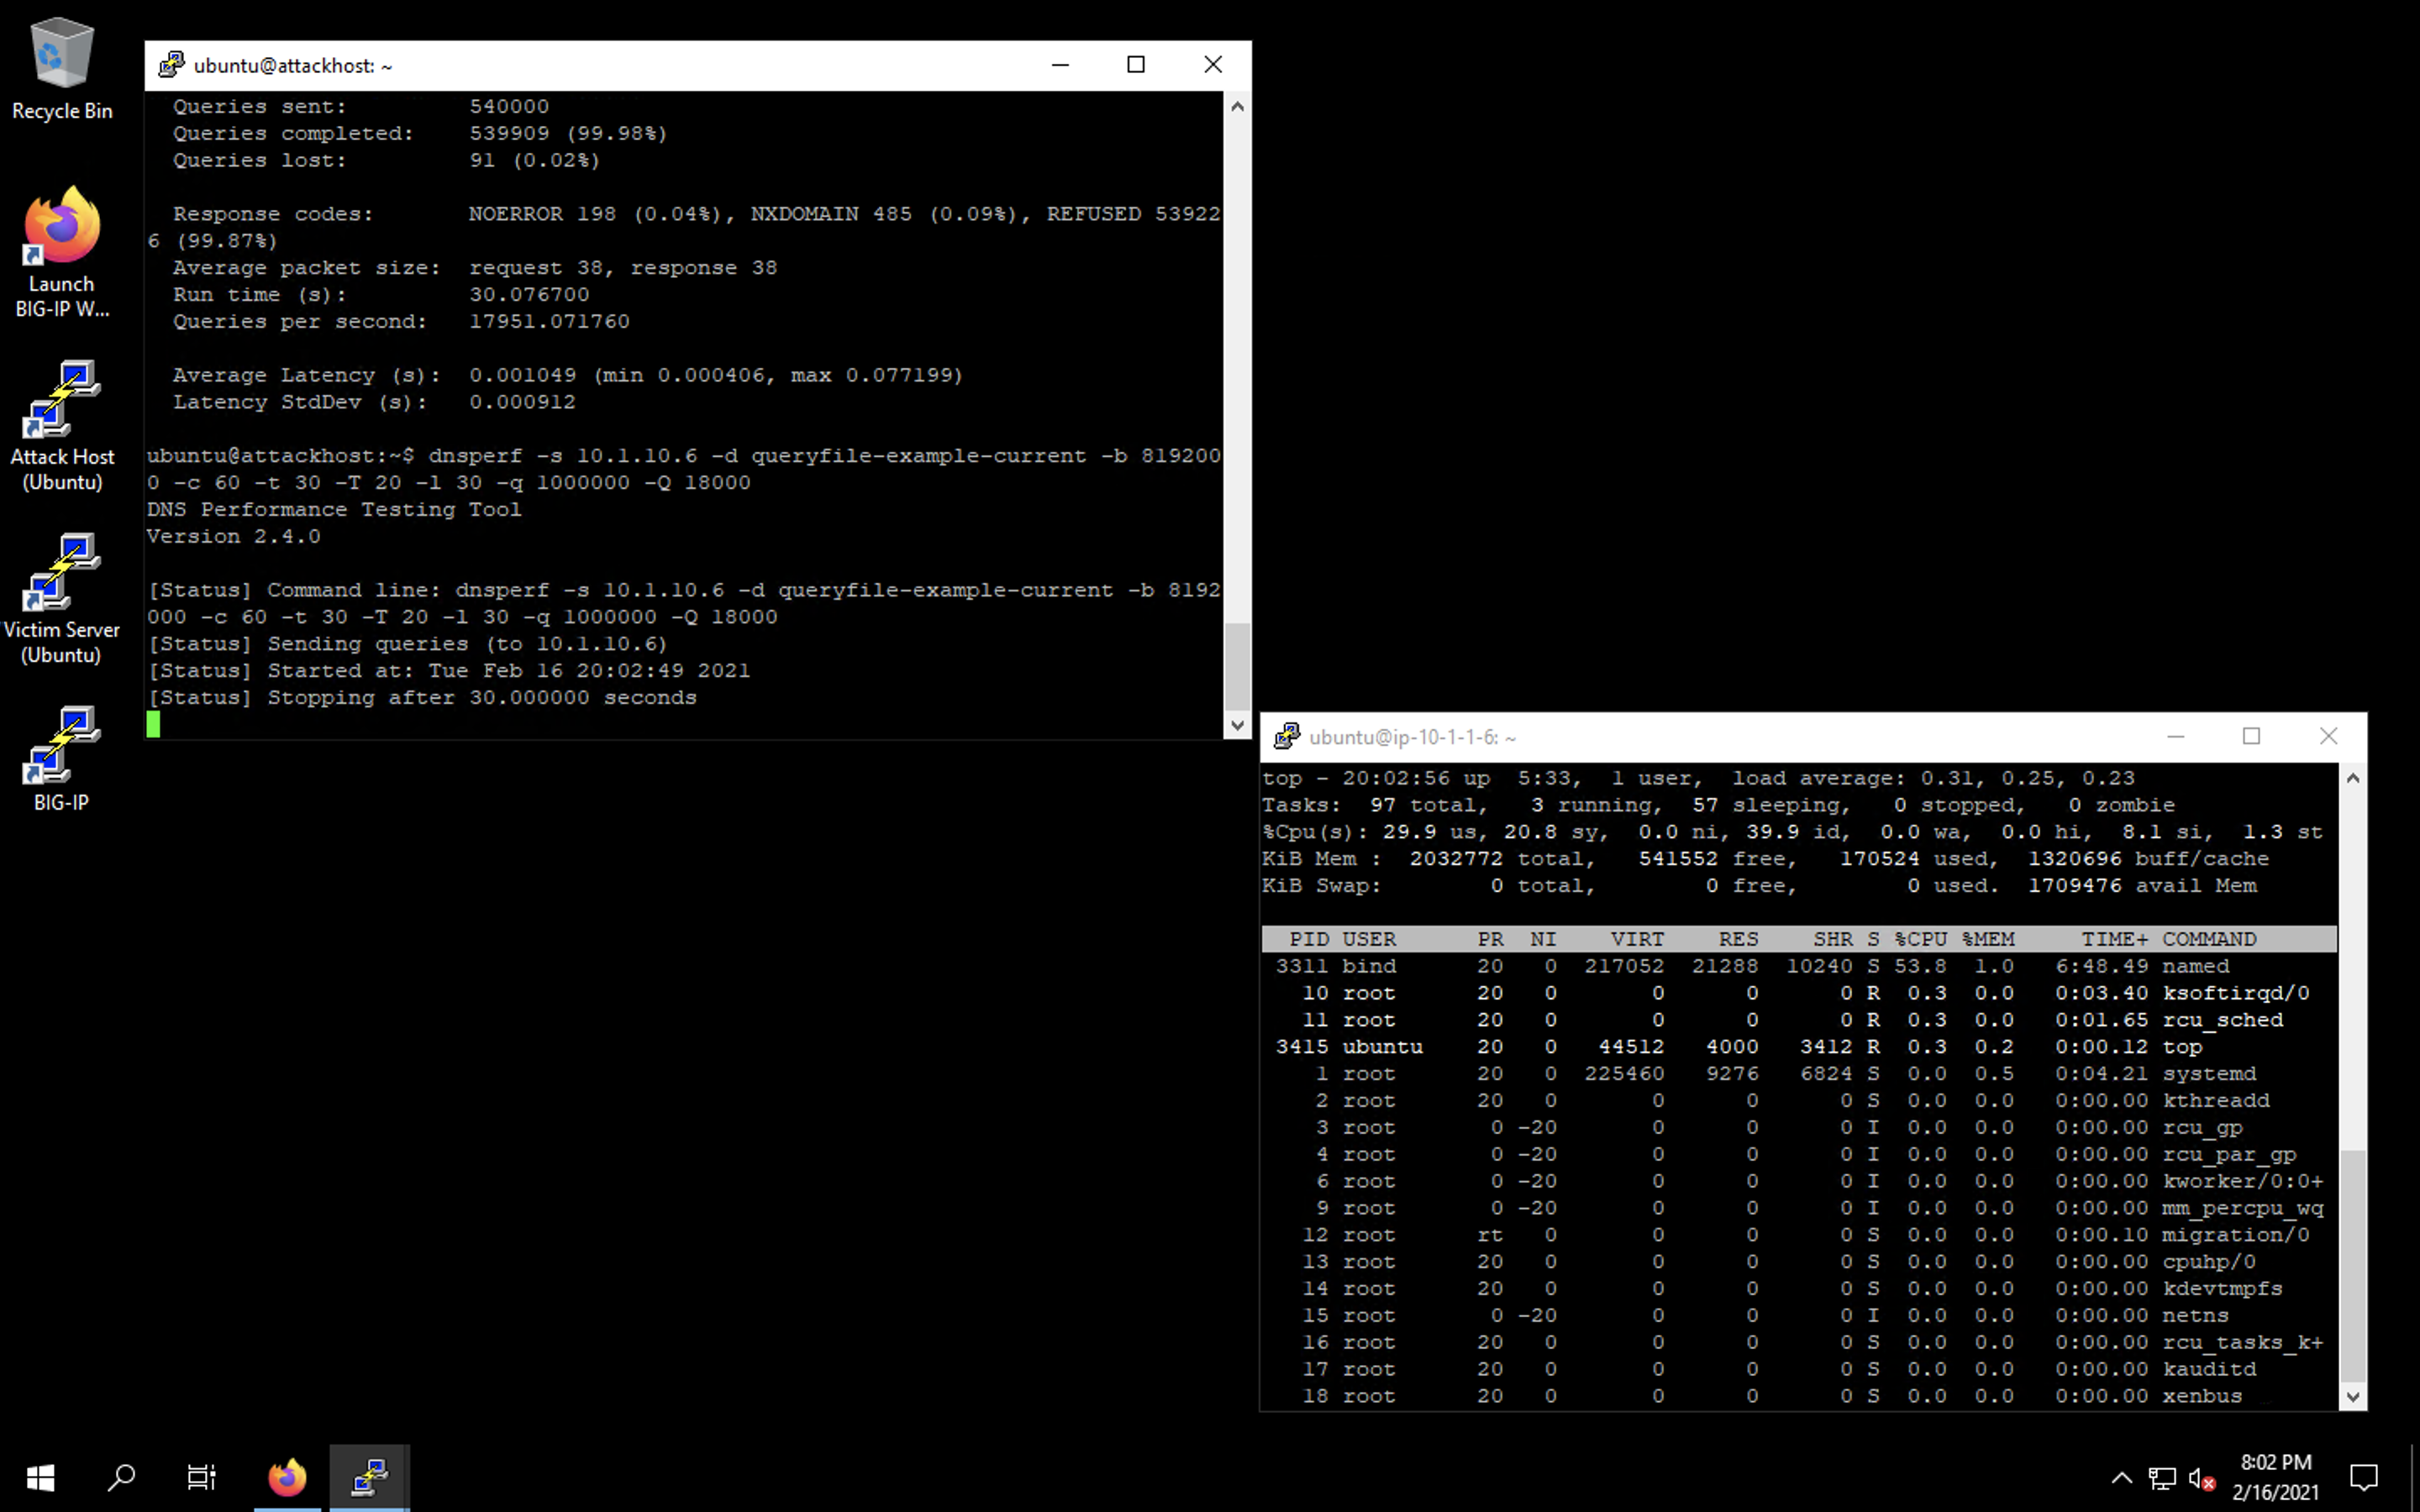 Recycle Bin
Launch
BIG-IP W...
Attack Host
(Ubuntu)
Victim Server
(Ubuntu)
BIG-IP
ubuntu@attackhost: ~
Queries sent: 540000
Queries completed: 539909 (99.98%)
Queries lost: 91 (0.02%)
Response codes: NOERROR 198 (0.04%), NXDOMAIN 485 (0.09%), REFUSED 53922
6 (99.87%)
Average packet size: request 38, response 38
Run time (s): 30.076700
Queries per second: 17951.071760
Average Latency (s): 0.001049 (min 0.000406, max 0.077199)
Latency StdDev (s): 0.000912
ubuntu@attackhost:~$ dnsperf -s 10.1.10.6 -d queryfile-example-current -b 819200
0 -c 60 -t 30 -T 20 -l 30 -q 1000000 -Q 18000
DNS Performance Testing Tool
Version 2.4.0
[Status] Command line: dnsperf -s 10.1.10.6 -d queryfile-example-current -b 8192
000 -c 60 -t 30 -T 20 -l 30 -q 1000000 -Q 18000
[Status] Sending queries (to 10.1.10.6)
[Status] Started at: Tue Feb 16 20:02:49 2021
[Status] Stopping after 30.000000 seconds
ubuntu@ip-10-1-1-6: ~
top - 20:02:56 up 5:33, 1 user, load average: 0.31, 0.25, 0.23
Tasks: 97 total, 3 running, 57 sleeping, 0 stopped, 0 zombie
%Cpu(s): 29.9 us, 20.8 sy, 0.0 ni, 39.9 id, 0.0 wa, 0.0 hi, 8.1 si, 1.3 st
KiB Mem : 2032772 total, 541552 free, 170524 used, 1320696 buff/cache
KiB Swap: 0 total, 0 free, 0 used. 1709476 avail Mem
PID USER PR NI VIRT RES SHR S %CPU %MEM TIME+ COMMAND
3311 bind 20 0 217052 21288 10240 S 53.8 1.0 6:48.49 named
10 root 20 0 0 0 0 R 0.3 0.0 0:03.40 ksoftirqd/0
11 root 20 0 0 0 0 R 0.3 0.0 0:01.65 rcu_sched
3415 ubuntu 20 0 44512 4000 3412 R 0.3 0.2 0:00.12 top
1 root 20 0 225460 9276 6824 S 0.0 0.5 0:04.21 systemd
2 root 20 0 0 0 0 S 0.0 0.0 0:00.00 kthreadd
3 root 0 -20 0 0 0 I 0.0 0.0 0:00.00 rcu_gp
4 root 0 -20 0 0 0 I 0.0 0.0 0:00.00 rcu_par_gp
6 root 0 -20 0 0 0 I 0.0 0.0 0:00.00 kworker/0:0+
9 root 0 -20 0 0 0 I 0.0 0.0 0:00.00 mm_percpu_wq
12 root rt 0 0 0 0 S 0.0 0.0 0:00.10 migration/0
13 root 20 0 0 0 0 S 0.0 0.0 0:00.00 cpuhp/0
14 root 20 0 0 0 0 S 0.0 0.0 0:00.00 kdevtmpfs
15 root 0 -20 0 0 0 I 0.0 0.0 0:00.00 netns
16 root 20 0 0 0 0 S 0.0 0.0 0:00.00 rcu_tasks_k+
17 root 20 0 0 0 0 S 0.0 0.0 0:00.00 kauditd
18 root 20 0 0 0 0 S 0.0 0.0 0:00.00 xenbus
8:02 PM
2/16/2021